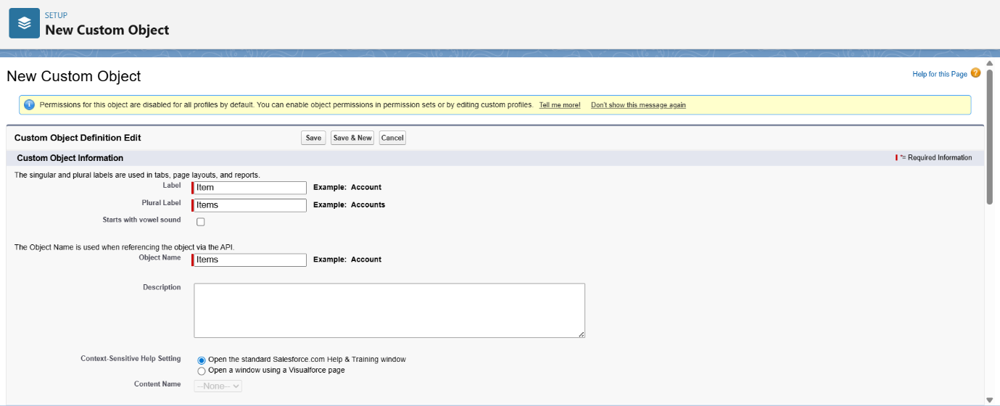 SETUP
New Custom Object
New Custom Object
Help for this Page ?
i Permissions for this object are disabled for all profiles by default. You can enable object permissions in permission sets or by editing custom profiles. Tell me more! Don't show this message again
Custom Object Definition Edit Save Save & New Cancel
Custom Object Information *= Required Information
The singular and plural labels are used in tabs, page layouts, and reports.
Label Item Example: Account
Plural Label Items Example: Accounts
Starts with vowel sound
The Object Name is used when referencing the object via the API.
Object Name Items Example: Account
Description
Context-Sensitive Help Setting Open the standard Salesforce.com Help & Training window
Open a window using a Visualforce page
Content Name --None--